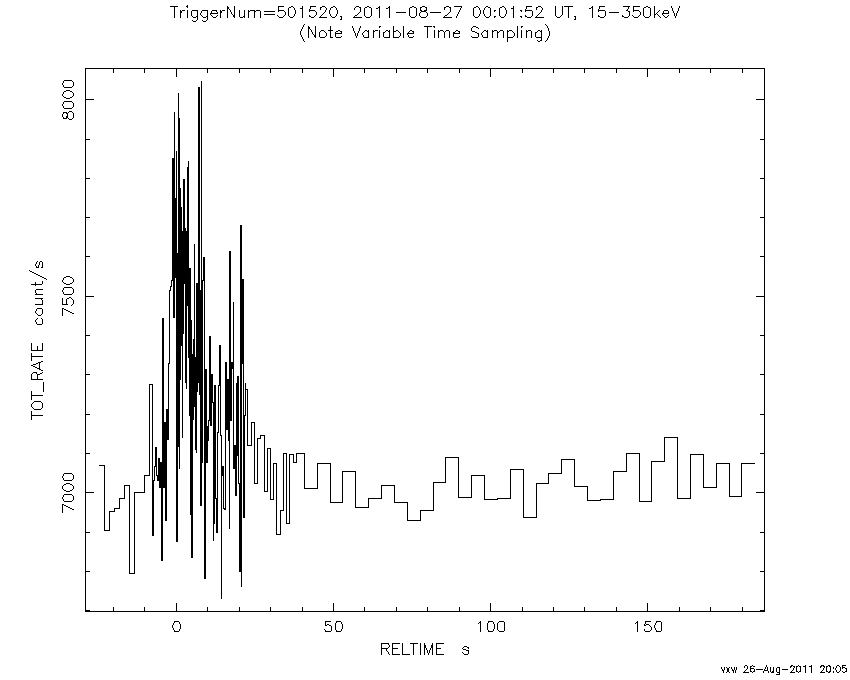 TriggerNum=501520, 2011-08-27 00:01:52 UT, 15-350keV
(Note Variable Time Sampling)
TOT_RATE count/s
8000
7500
7000
0 50 100 150
RELTIME s
vxw 26-Aug-2011 20:05